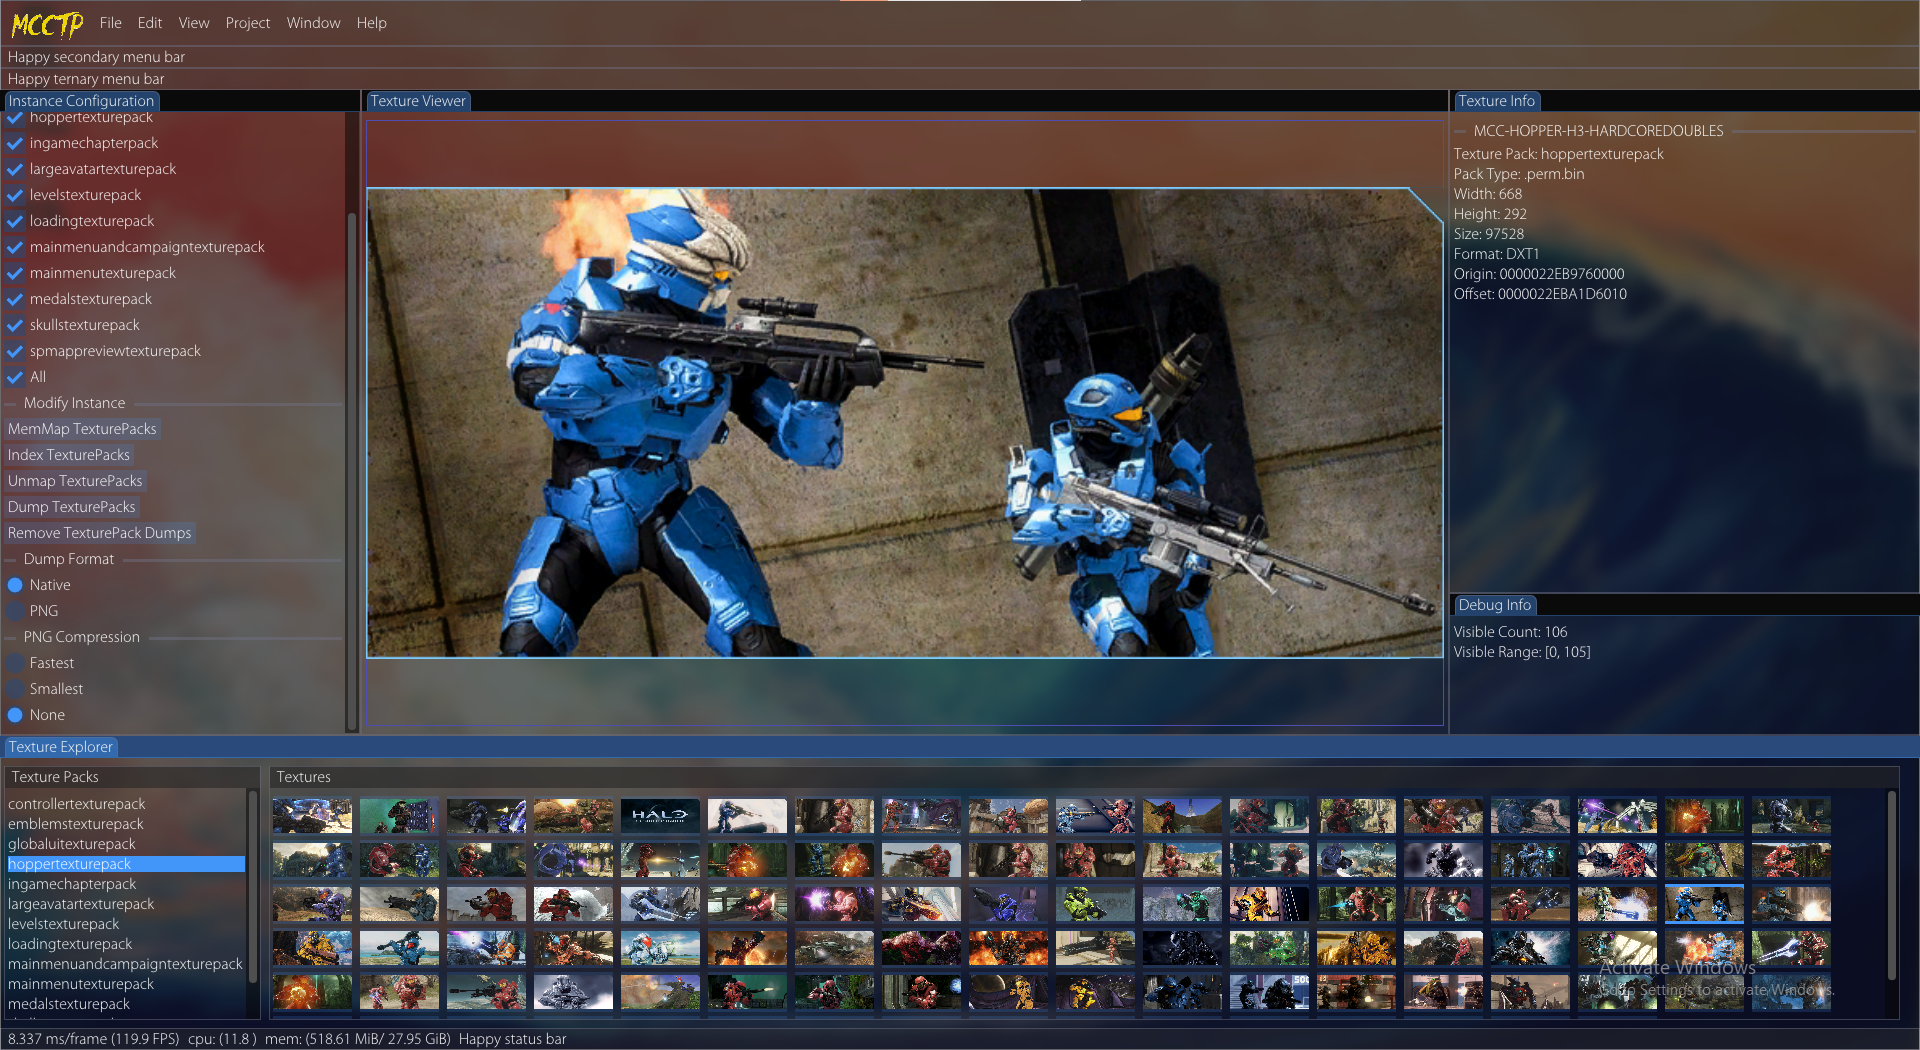 MCCTP File Edit View Project Window Help
Happy secondary menu bar
Happy ternary menu bar
Instance Configuration
hoppertexturepack
ingamechapterpack
largeavatartexturepack
levelstexturepack
loadingtexturepack
mainmenuandcampaigntexturepack
mainmenutexturepack
medalstexturepack
skullstexturepack
spmappreviewtexturepack
All
Modify Instance
MemMap TexturePacks
Index TexturePacks
Unmap TexturePacks
Dump TexturePacks
Remove TexturePack Dumps
Dump Format
Native
PNG
PNG Compression
Fastest
Smallest
None
Texture Viewer
Texture Info
MCC-HOPPER-H3-HARDCOREDOUBLES
Texture Pack: hoppertexturepack
Pack Type: .perm.bin
Width: 668
Height: 292
Size: 97528
Format: DXT1
Origin: 0000022EB9760000
Offset: 0000022EBA1D6010
Debug Info
Visible Count: 106
Visible Range: [0, 105]
Texture Explorer
Texture Packs
controllertexturepack
emblemstexturepack
globaluitexturepack
hoppertexturepack
ingamechapterpack
largeavatartexturepack
levelstexturepack
loadingtexturepack
mainmenuandcampaigntexturepack
mainmenutexturepack
medalstexturepack
Textures
HALO
Activate Windows
Go to Settings to activate Windows.
8.337 ms/frame (119.9 FPS) cpu: (11.8 ) mem: (518.61 MiB/ 27.95 GiB) Happy status bar